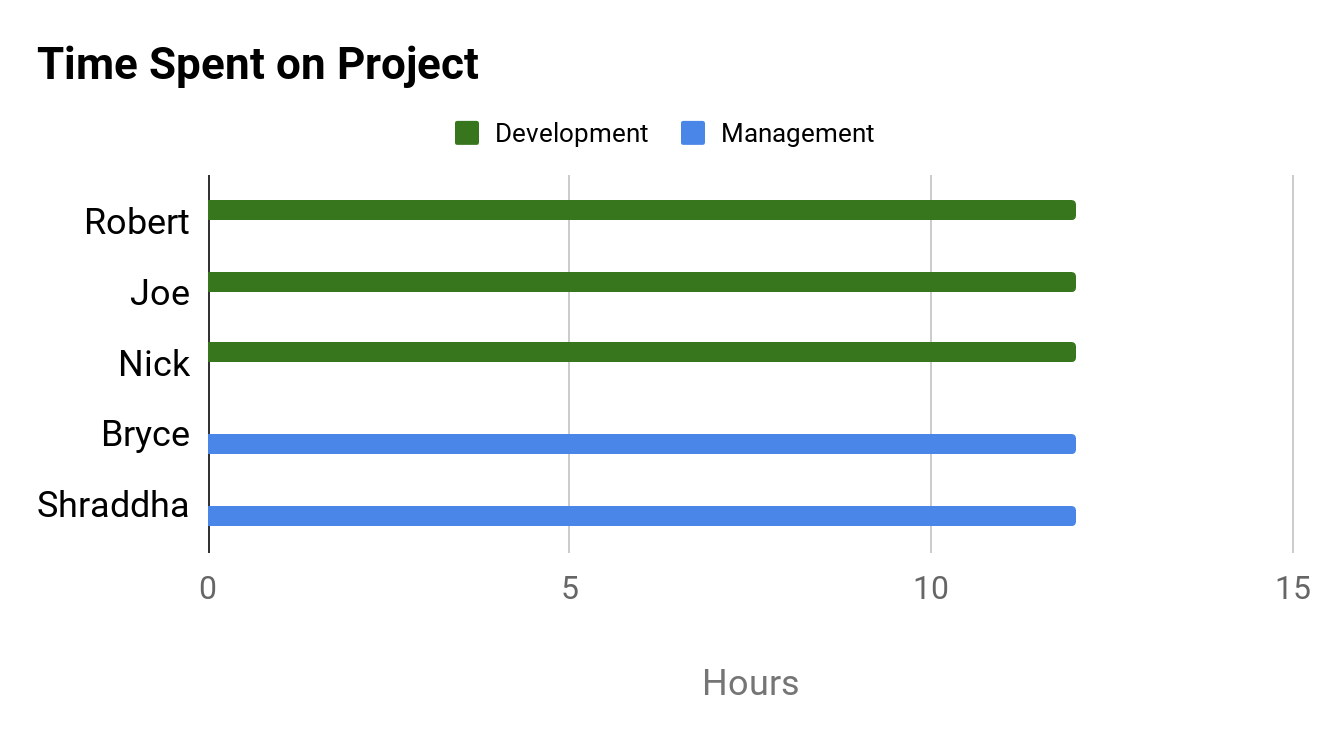 Time Spent on Project
Development Management
Robert
Joe
Nick
Bryce
Shraddha
0 5 10 15
Hours